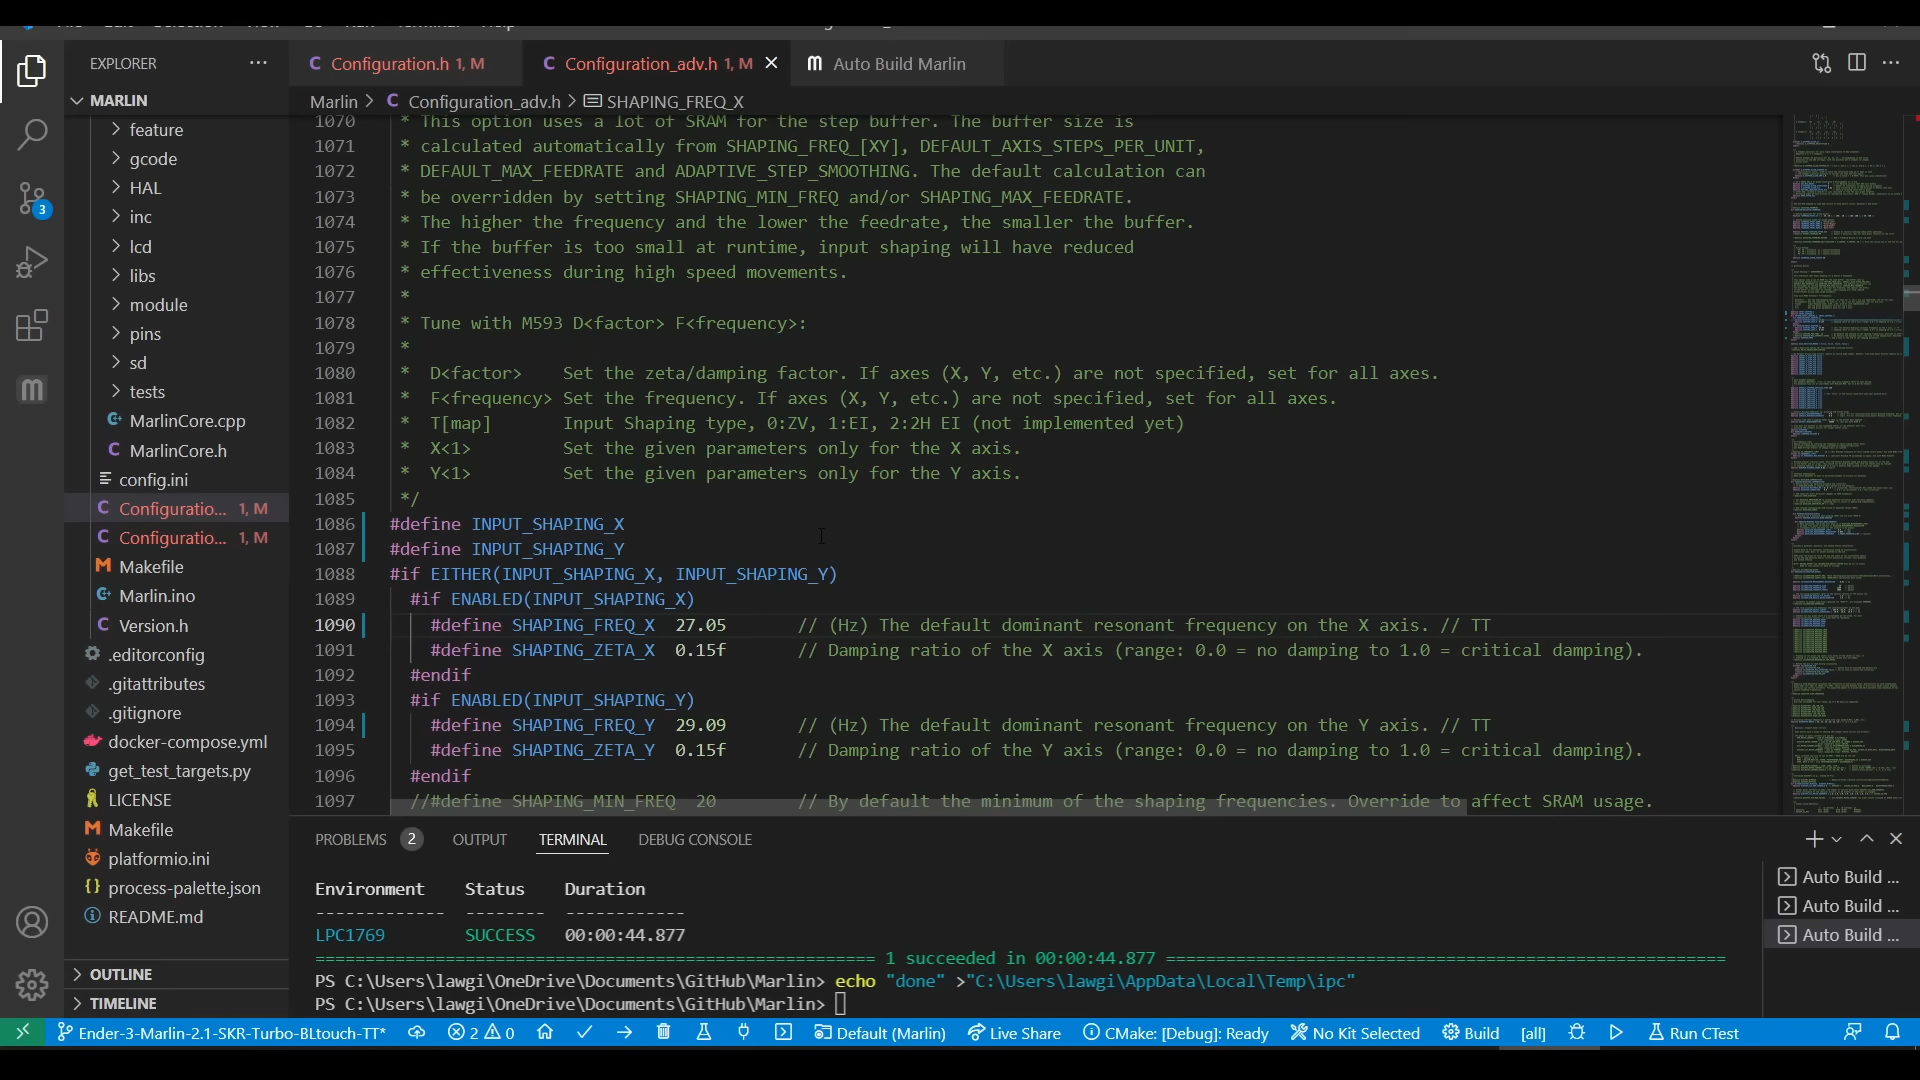 EXPLORER
MARLIN
feature
gcode
HAL
inc
lcd
libs
module
pins
sd
tests
MarlinCore.cpp
MarlinCore.h
config.ini
Configuratio... 1, M
Configuratio... 1, M
Makefile
Marlin.ino
Version.h
.editorconfig
.gitattributes
.gitignore
docker-compose.yml
get_test_targets.py
LICENSE
Makefile
platformio.ini
process-palette.json
README.md
OUTLINE
TIMELINE
3
Configuration.h 1, M
Configuration_adv.h 1, M
Auto Build Marlin
Marlin > Configuration_adv.h > SHAPING_FREQ_X
1070 * This option uses a lot of SRAM for the step buffer. The buffer size is
1071 * calculated automatically from SHAPING_FREQ_[XY], DEFAULT_AXIS_STEPS_PER_UNIT,
1072 * DEFAULT_MAX_FEEDRATE and ADAPTIVE_STEP_SMOOTHING. The default calculation can
1073 * be overridden by setting SHAPING_MIN_FREQ and/or SHAPING_MAX_FEEDRATE.
1074 * The higher the frequency and the lower the feedrate, the smaller the buffer.
1075 * If the buffer is too small at runtime, input shaping will have reduced
1076 * effectiveness during high speed movements.
1077 *
1078 * Tune with M593 D<factor> F<frequency>:
1079 *
1080 * D<factor> Set the zeta/damping factor. If axes (X, Y, etc.) are not specified, set for all axes.
1081 * F<frequency> Set the frequency. If axes (X, Y, etc.) are not specified, set for all axes.
1082 * T[map] Input Shaping type, 0:ZV, 1:EI, 2:2H EI (not implemented yet)
1083 * X<1> Set the given parameters only for the X axis.
1084 * Y<1> Set the given parameters only for the Y axis.
1085 */
1086 #define INPUT_SHAPING_X
1087 #define INPUT_SHAPING_Y
1088 #if EITHER(INPUT_SHAPING_X, INPUT_SHAPING_Y)
1089 #if ENABLED(INPUT_SHAPING_X)
1090 #define SHAPING_FREQ_X 27.05 // (Hz) The default dominant resonant frequency on the X axis. // TT
1091 #define SHAPING_ZETA_X 0.15f // Damping ratio of the X axis (range: 0.0 = no damping to 1.0 = critical damping).
1092 #endif
1093 #if ENABLED(INPUT_SHAPING_Y)
1094 #define SHAPING_FREQ_Y 29.09 // (Hz) The default dominant resonant frequency on the Y axis. // TT
1095 #define SHAPING_ZETA_Y 0.15f // Damping ratio of the Y axis (range: 0.0 = no damping to 1.0 = critical damping).
1096 #endif
1097 //#define SHAPING_MIN_FREQ 20 // By default the minimum of the shaping frequencies. Override to affect SRAM usage.
PROBLEMS 2 OUTPUT TERMINAL DEBUG CONSOLE
Environment Status Duration
------------- -------- ------------
LPC1769 SUCCESS 00:00:44.877
1 succeeded in 00:00:44.877
PS C:\Users\lawgi\OneDrive\Documents\GitHub\Marlin> echo "done" >"C:\Users\lawgi\AppData\Local\Temp\ipc"
PS C:\Users\lawgi\OneDrive\Documents\GitHub\Marlin>
Auto Build ...
Auto Build ...
Auto Build ...
Ender-3-Marlin-2.1-SKR-Turbo-BLtouch-TT* 2 0 Default (Marlin) Live Share CMake: [Debug]: Ready No Kit Selected Build [all] Run CTest